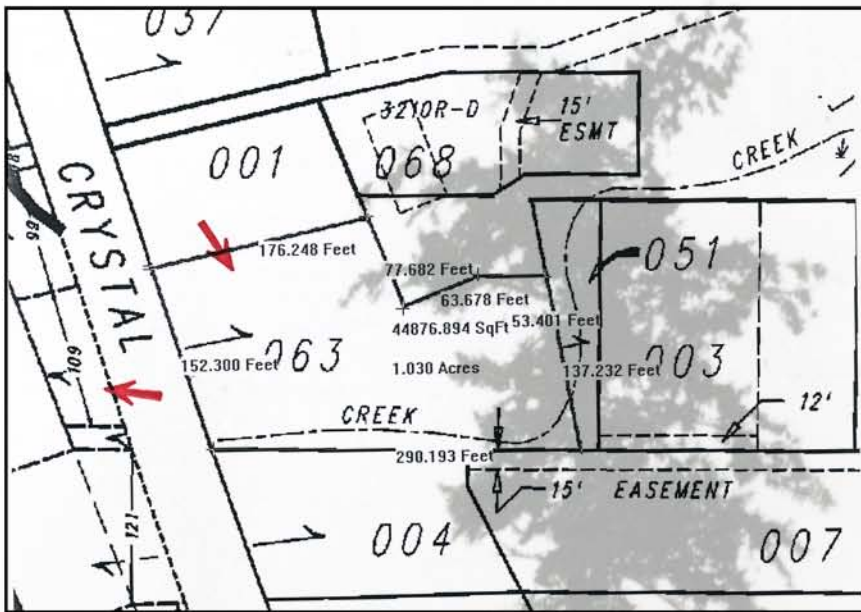 037
3210R-D
15'
ESMT
CREEK
001
068
CRYSTAL
99
176.248 Feet
77.682 Feet
051
63.678 Feet
44876.894 SqFt
53.401 Feet
063
152.300 Feet
1.030 Acres
137.232 Feet
003
109
12'
CREEK
290.193 Feet
15' EASEMENT
121
004
007